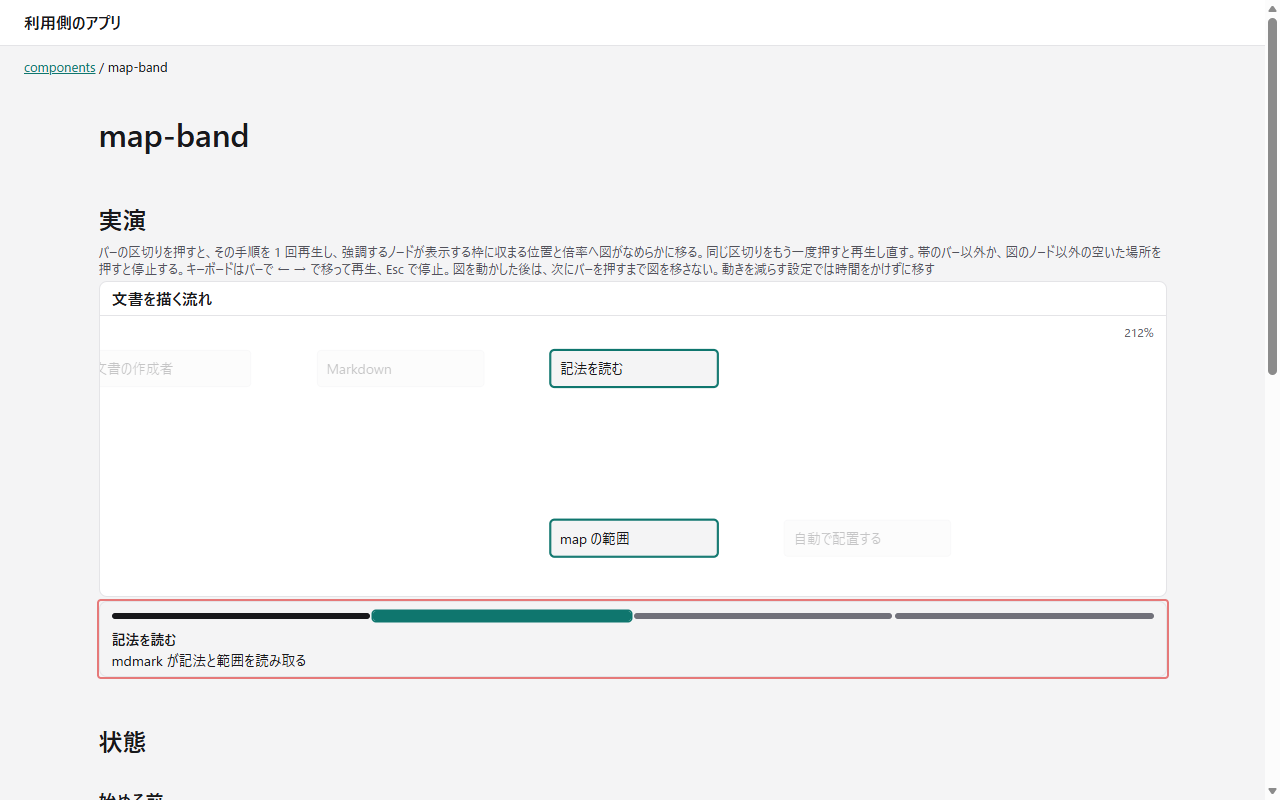 利用側のアプリ
components / map-band
map-band
実演
バーの区切りを押すと、その手順を 1 回再生し、強調するノードが表示する枠に収まる位置と倍率へ図がなめらかに移る。同じ区切りをもう一度押すと再生し直す。帯のバー以外か、図のノード以外の空いた場所を
押すと停止する。キーボードはバーで ← → で移って再生、Esc で停止。図を動かした後は、次にバーを押すまで図を移さない。動きを減らす設定では時間をかけずに移す
文書を描く流れ
212%
文書の作成者
Markdown
記法を読む
map の範囲
自動で配置する
記法を読む
mdmark が記法と範囲を読み取る
状態
始める前